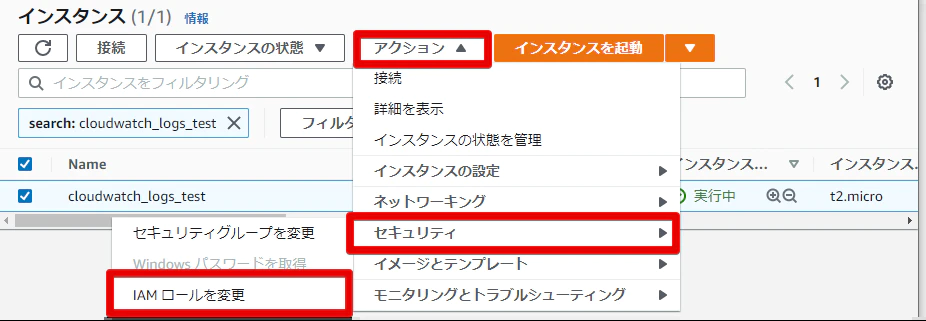 インスタンス (1/1) 情報
接続 インスタンスの状態 ▼ アクション ▲ インスタンスを起動 ▼
インスタンスをフィルタリング
1
search: cloudwatch_logs_test
フィルタ
接続
詳細を表示
インスタンスの状態を管理
インスタンスの設定
ネットワーキング
セキュリティ
イメージとテンプレート
モニタリングとトラブルシューティング
Name
ンスタンス... インスタンス.
cloudwatch_logs_test
実行中 t2.micro
セキュリティグループを変更
Windows パスワードを取得
IAM ロールを変更